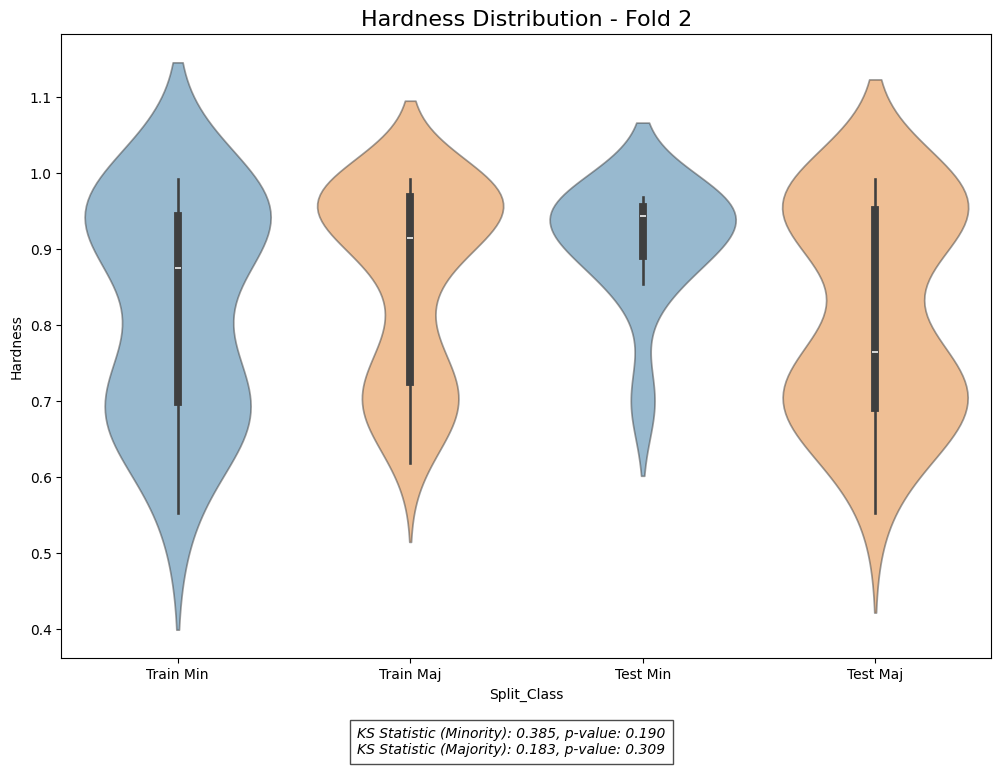 Hardness Distribution - Fold 2
Hardness
1.1
1.0
0.9
0.8
0.7
0.6
0.5
0.4
Train Min Train Maj Test Min Test Maj
Split_Class
KS Statistic (Minority): 0.385, p-value: 0.190
KS Statistic (Majority): 0.183, p-value: 0.309